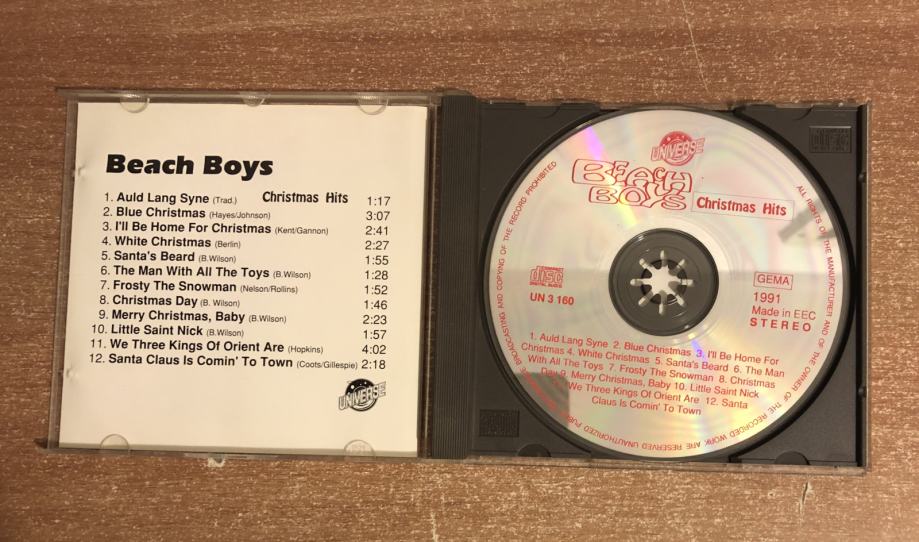 Beach Boys
Christmas Hits
1. Auld Lang Syne (Trad.) 1:17
2. Blue Christmas (Hayes/Johnson) 3:07
3. I'll Be Home For Christmas (Kent/Gannon) 2:41
4. White Christmas (Berlin) 2:27
5. Santa's Beard (B.Wilson) 1:55
6. The Man With All The Toys (B.Wilson) 1:28
7. Frosty The Snowman (Nelson/Rollins) 1:52
8. Christmas Day (B. Wilson) 1:46
9. Merry Christmas, Baby (B.Wilson) 2:23
10. Little Saint Nick (B.Wilson) 1:57
11. We Three Kings Of Orient Are (Hopkins) 4:02
12. Santa Claus Is Comin' To Town (Coots/Gillespie) 2:18
UNIVERSE
UNIVERSE
BEACH
BOYS
Christmas Hits
COMPACT
disc
DIGITAL AUDIO
UN 3 160
GEMA
1991
Made in EEC
STEREO
1. Auld Lang Syne 2. Blue Christmas 3. I'll Be Home For
Christmas 4. White Christmas 5. Santa's Beard 6. The Man
With All The Toys 7. Frosty The Snowman 8. Christmas
Day 9. Merry Christmas, Baby 10. Little Saint Nick
We Three Kings Of Orient Are 12. Santa
Claus Is Comin' To Town
ALL RIGHTS OF THE MANUFACTURER AND OF THE OWNER OF THE RECORDED WORK ARE RESERVED UNAUTHORIZED PUBLIC BROADCASTING AND COPYING OF THE RECORD PROHIBITED